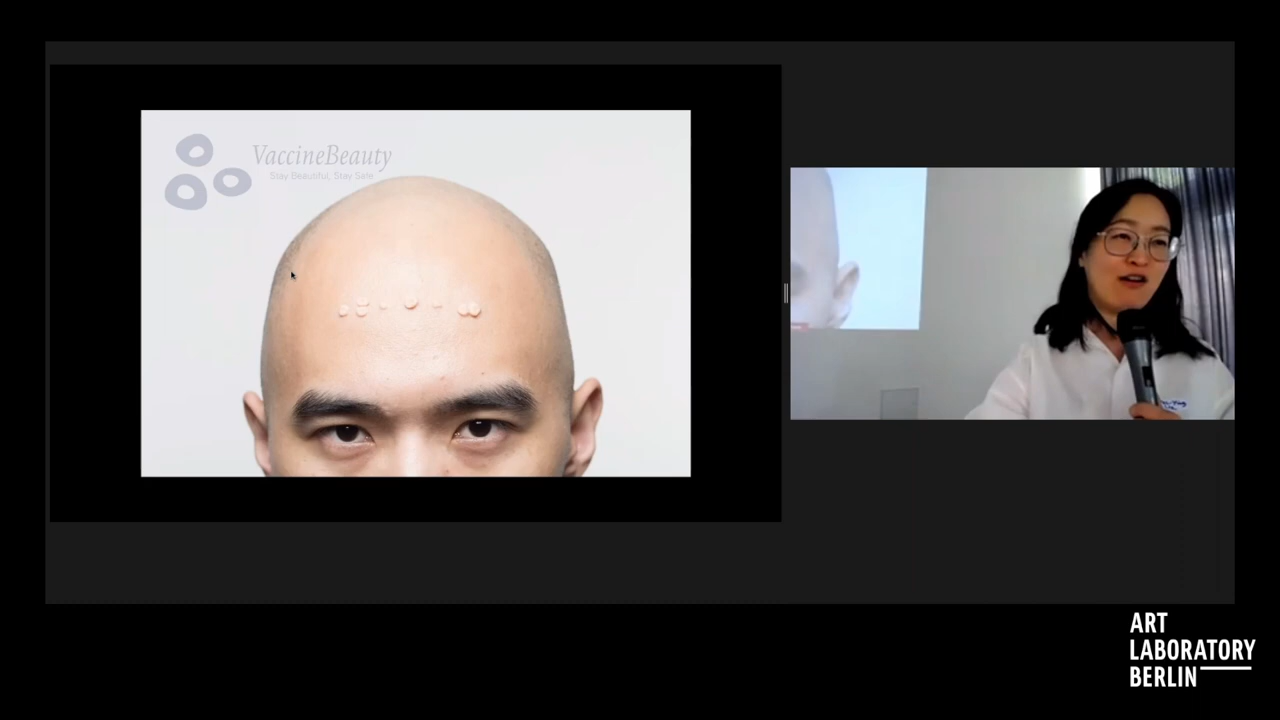 VaccineBeauty
Stay Beautiful, Stay Safe
ART
LABORATORY
BERLIN